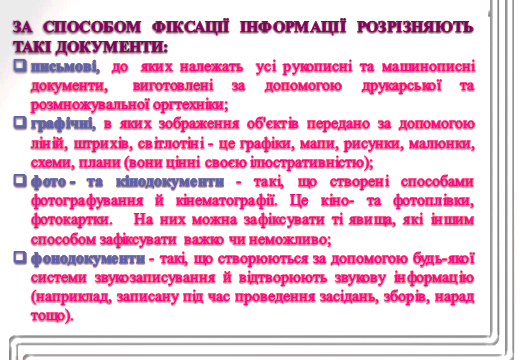 ЗА СПОСОБОМ ФІКСАЦІЇ ІНФОРМАЦІЇ РОЗРІЗНЯЮТЬ
ТАКІ ДОКУМЕНТИ:
❑ письмові, до яких належать усі рукописні та машинописні
документи, виготовлені за допомогою друкарської та
розмножувальної оргтехніки;
❑ графічні, в яких зображення об'єктів передано за допомогою
ліній, штрихів, світлотіні - це графіки, мапи, рисунки, малюнки,
схеми, плани (вони цінні своєю ілюстративністю);
❑ фото - та кінодокументи - такі, що створені способами
фотографування й кінематографії. Це кіно- та фотоплівки,
фотокартки. На них можна зафіксувати ті явища, які іншим
способом зафіксувати важко чи неможливо;
❑ фонодокументи - такі, що створюються за допомогою будь-якої
системи звукозаписування й відтворюють звукову інформацію
(наприклад, записану під час проведення засідань, зборів, нарад
тощо).